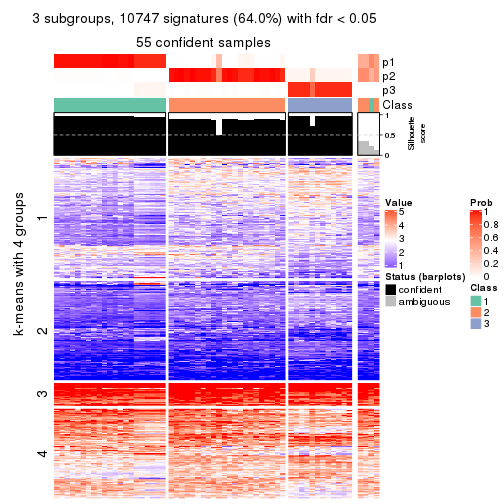 3 subgroups, 10747 signatures (64.0%) with fdr < 0.05
55 confident samples
p1
p2
p3
Class
1
0.5
0
Silhouette
score
k-means with 4 groups
1
2
3
4
Value
5
4
3
2
1
Status (barplots)
confident
ambiguous
Prob
1
0.8
0.6
0.4
0.2
0
Class
1
2
3